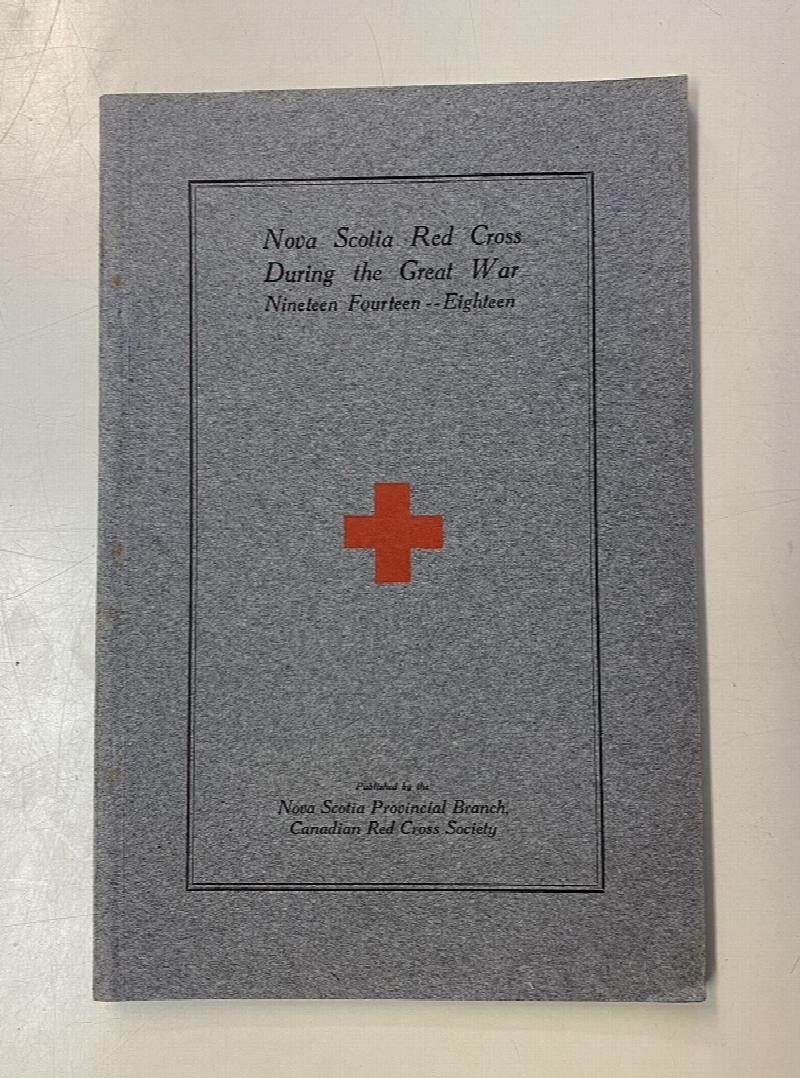 Nova Scotia Red Cross
During the Great War
Nineteen Fourteen--Eighteen
Published by the
Nova Scotia Provincial Branch,
Canadian Red Cross Society